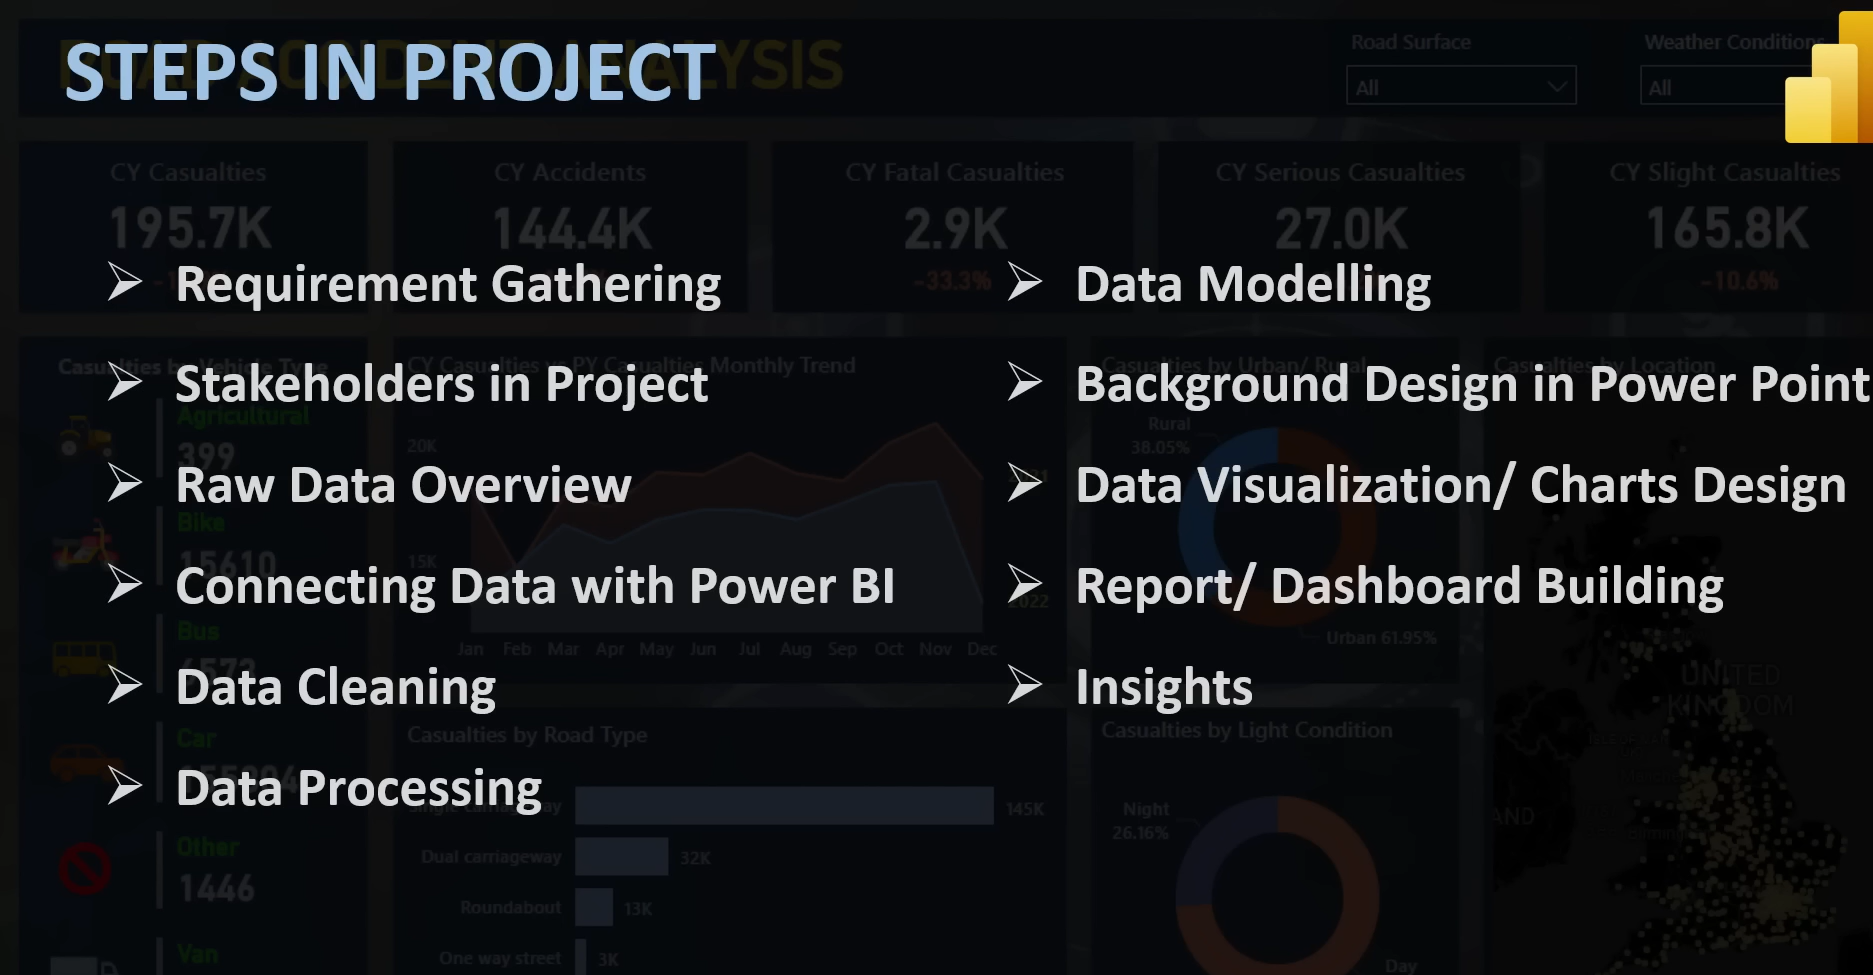 STEPS IN PROJECT
Road Surface
All
Weather Conditions
All
CY Casualties
195.7K
CY Accidents
144.4K
CY Fatal Casualties
2.9K
-33.3%
CY Serious Casualties
27.0K
CY Slight Casualties
165.8K
-10.6%
Requirement Gathering
Stakeholders in Project
Raw Data Overview
Connecting Data with Power BI
Data Cleaning
Data Processing
Data Modelling
Background Design in Power Point
Data Visualization/ Charts Design
Report/ Dashboard Building
Insights
Casualties by Vehicle Type
Agricultural
399
Bike
15610
Bus
6573
Car
Other
1446
Van
CY Casualties vs PY Casualties Monthly Trend
20K
15K
2022
Jan Feb Mar Apr May Jun Jul Aug Sep Oct Nov Dec
Casualties by Urban/ Rural
Rural
38.05%
Urban 61.95%
Casualties by Location
UNITED
KINGDOM
Casualties by Road Type
Single carriageway 145K
Dual carriageway 32K
Roundabout 13K
One way street 3K
Casualties by Light Condition
Night
26.16%
Day